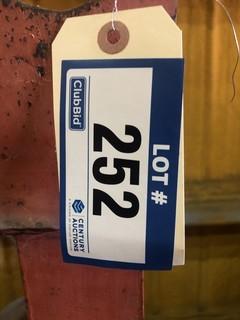 LOT #
252
ClubBid
CENTURY
AUCTIONS